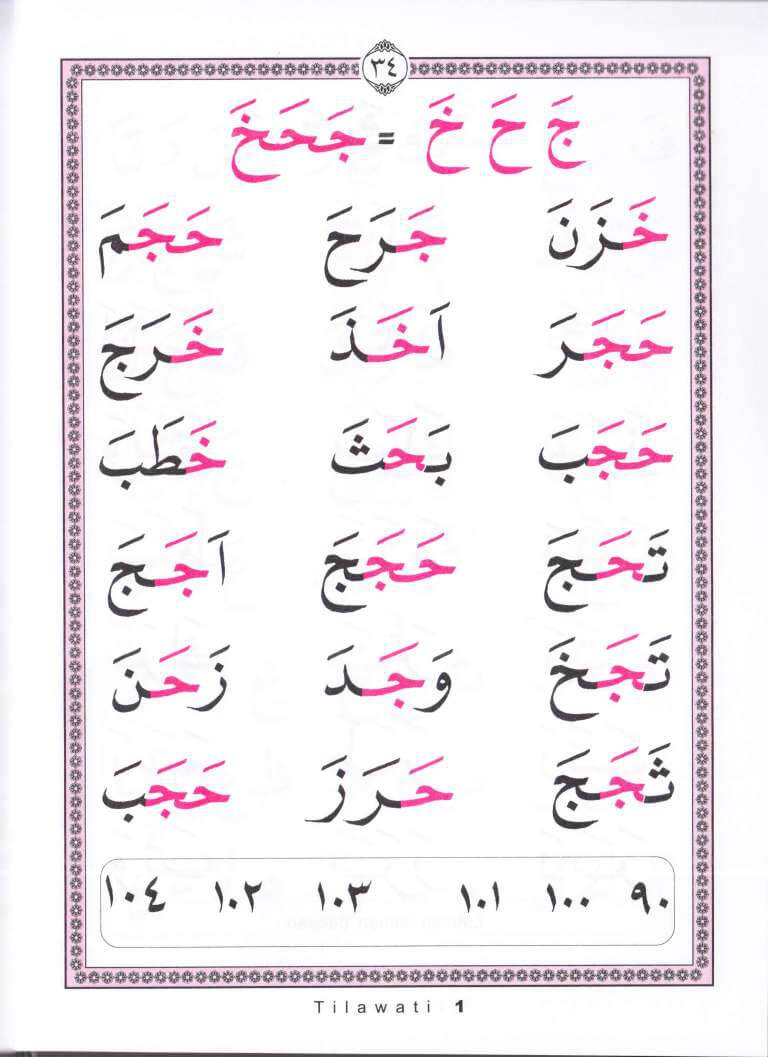 ٣٤
جَ حَ خَ = جَحَخَ
خَزَنَ جَرَحَ حَجَمَ
حَجَرَ اَخَذَ خَرَجَ
حَجَبَ بَحَثَ خَطَبَ
تَحَجَ حَجَجَ اَجَجَ
تَجَخَ وَجَدَ زَحَنَ
ثَجَجَ حَرَزَ حَجَبَ
٩٠ ١٠٠ ١٠١ ١٠٣ ١٠٢ ١٠٤
Tilawati 1